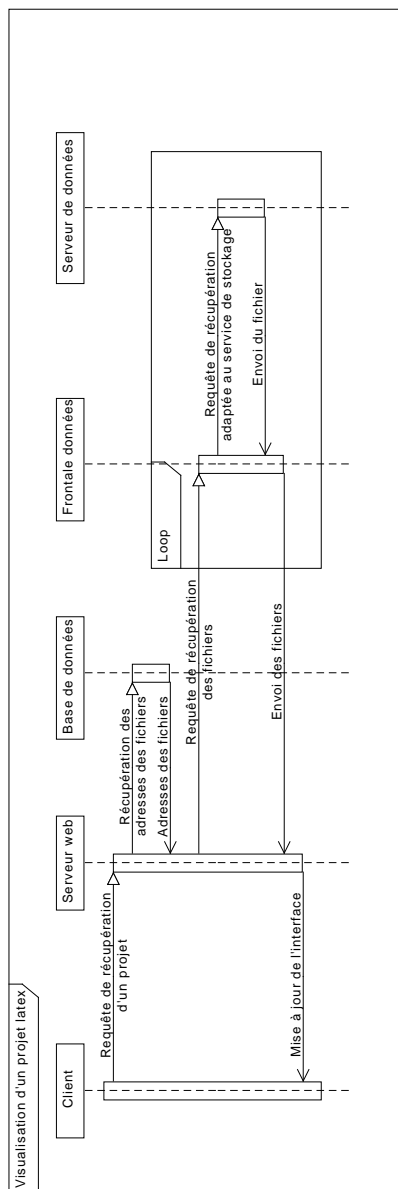 Visualisation d'un projet latex
Client
Serveur web
Base de données
Frontale données
Serveur de données
Requête de récupération
d'un projet
Récupération des
adresses des fichiers
Adresses des fichiers
Requête de récupération
des fichiers
Loop
Requête de récupération
adaptée au service de stockage
Envoi du fichier
Envoi des fichiers
Mise à jour de l'interface